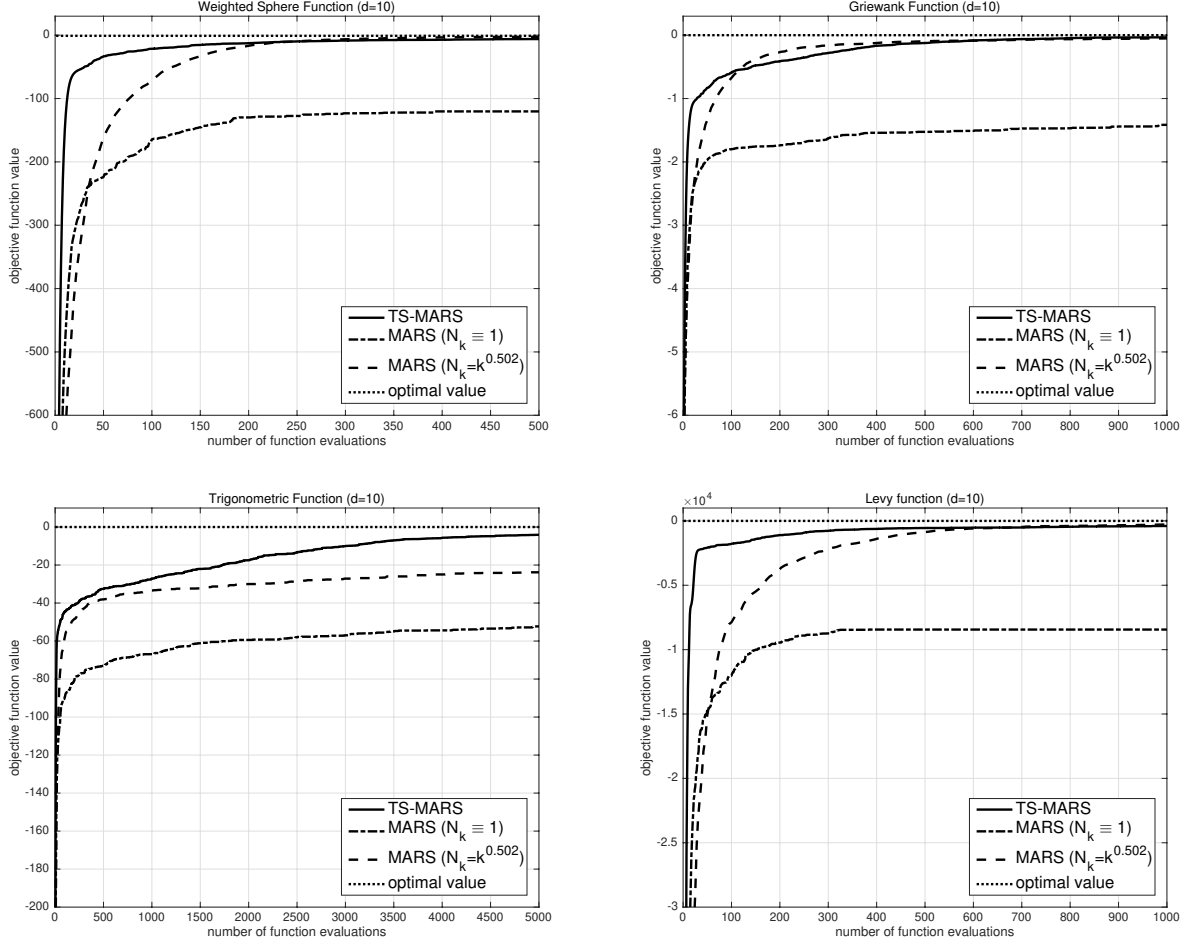 Weighted Sphere Function (d=10)
objective function value
0
-100
-200
-300
-400
-500
-600
0 50 100 150 200 250 300 350 400 450 500
number of function evaluations
TS-MARS
MARS (N_k ≡ 1)
MARS (N_k=k^0.502)
optimal value
Griewank Function (d=10)
objective function value
0
-1
-2
-3
-4
-5
-6
0 100 200 300 400 500 600 700 800 900 1000
number of function evaluations
TS-MARS
MARS (N_k ≡ 1)
MARS (N_k=k^0.502)
optimal value
Trigonometric Function (d=10)
objective function value
0
-20
-40
-60
-80
-100
-120
-140
-160
-180
-200
0 500 1000 1500 2000 2500 3000 3500 4000 4500 5000
number of function evaluations
TS-MARS
MARS (N_k ≡ 1)
MARS (N_k=k^0.502)
optimal value
Levy function (d=10)
×10^4
objective function value
0
-0.5
-1
-1.5
-2
-2.5
-3
0 100 200 300 400 500 600 700 800 900 1000
number of function evaluations
TS-MARS
MARS (N_k ≡ 1)
MARS (N_k=k^0.502)
optimal value